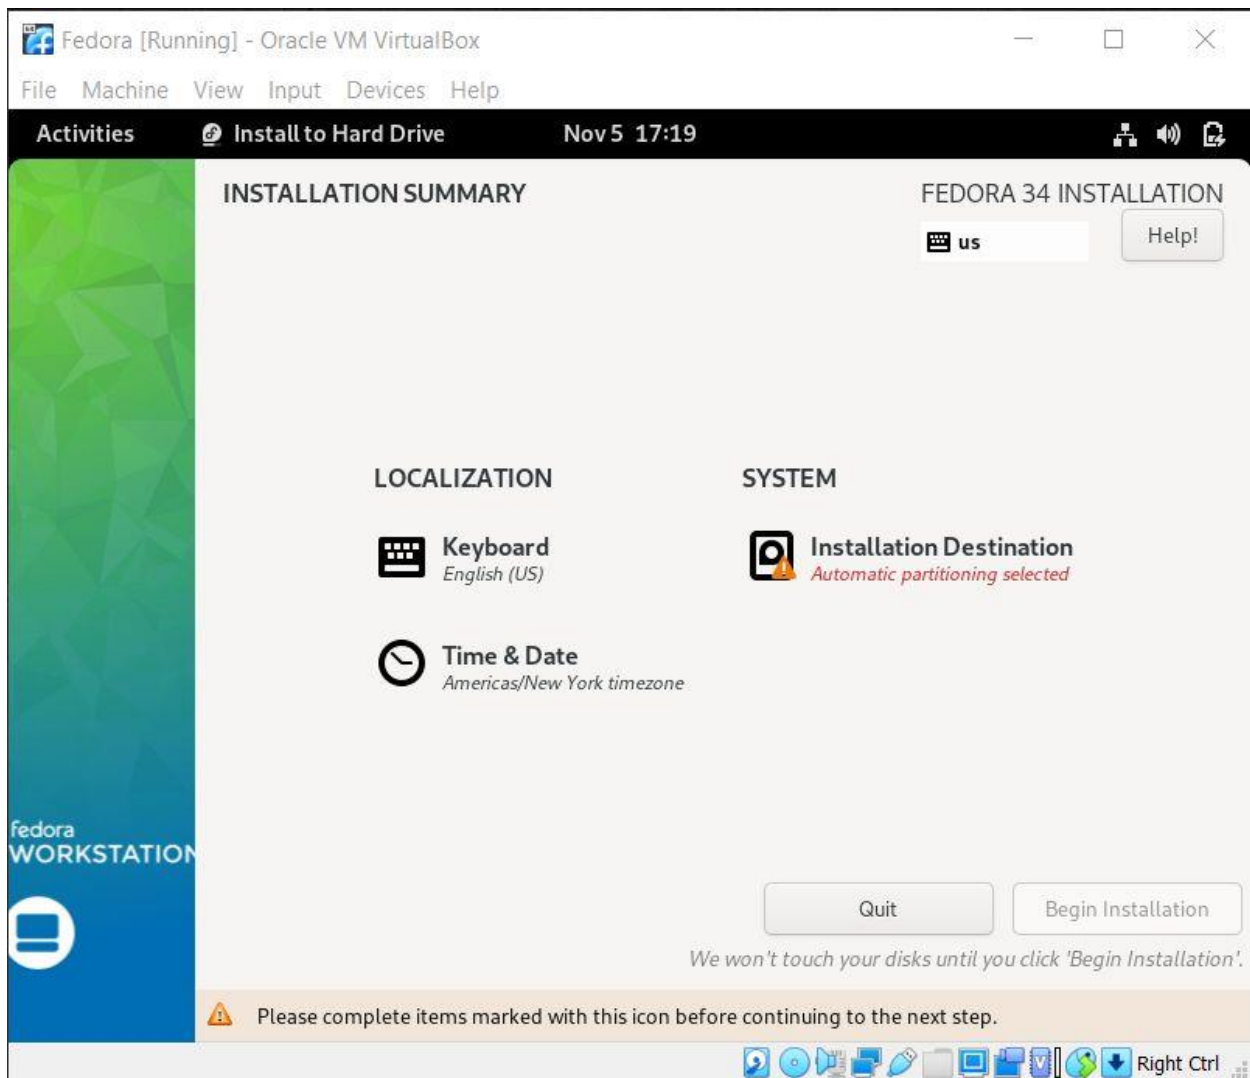 Fedora [Running] - Oracle VM VirtualBox
File Machine View Input Devices Help
Activities Install to Hard Drive Nov 5 17:19
INSTALLATION SUMMARY
FEDORA 34 INSTALLATION
us
Help!
LOCALIZATION
SYSTEM
Keyboard
English (US)
Installation Destination
Automatic partitioning selected
Time & Date
Americas/New York timezone
fedora
WORKSTATION
Quit
Begin Installation
We won't touch your disks until you click 'Begin Installation'.
Please complete items marked with this icon before continuing to the next step.
Right Ctrl